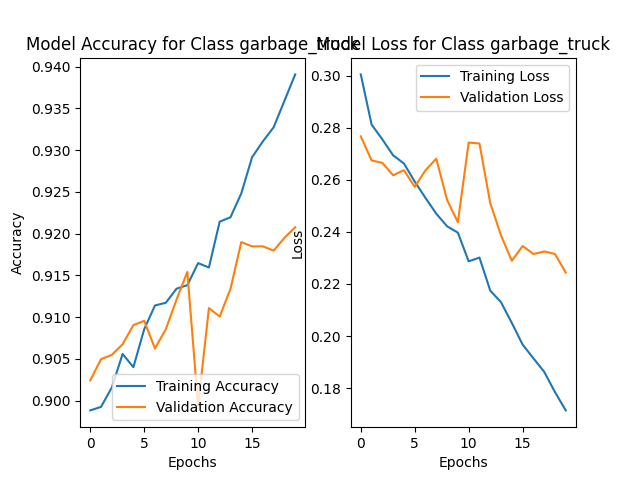 Model Accuracy for Class garbage_truck
Accuracy
0.940
0.935
0.930
0.925
0.920
0.915
0.910
0.905
0.900
Training Accuracy
Validation Accuracy
0 5 10 15
Epochs
Model Loss for Class garbage_truck
Loss
0.30
0.28
0.26
0.24
0.22
0.20
0.18
Training Loss
Validation Loss
0 5 10 15
Epochs